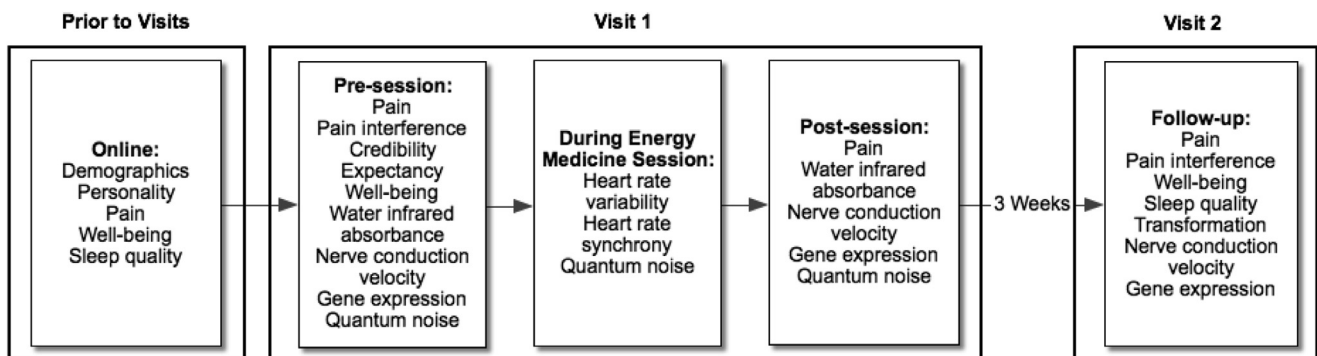 Prior to Visits
Visit 1
Visit 2
Online:
Demographics
Personality
Pain
Well-being
Sleep quality
Pre-session:
Pain
Pain interference
Credibility
Expectancy
Well-being
Water infrared
absorbance
Nerve conduction
velocity
Gene expression
Quantum noise
During Energy
Medicine Session:
Heart rate
variability
Heart rate
synchrony
Quantum noise
Post-session:
Pain
Water infrared
absorbance
Nerve conduction
velocity
Gene expression
Quantum noise
3 Weeks
Follow-up:
Pain
Pain interference
Well-being
Sleep quality
Transformation
Nerve conduction
velocity
Gene expression